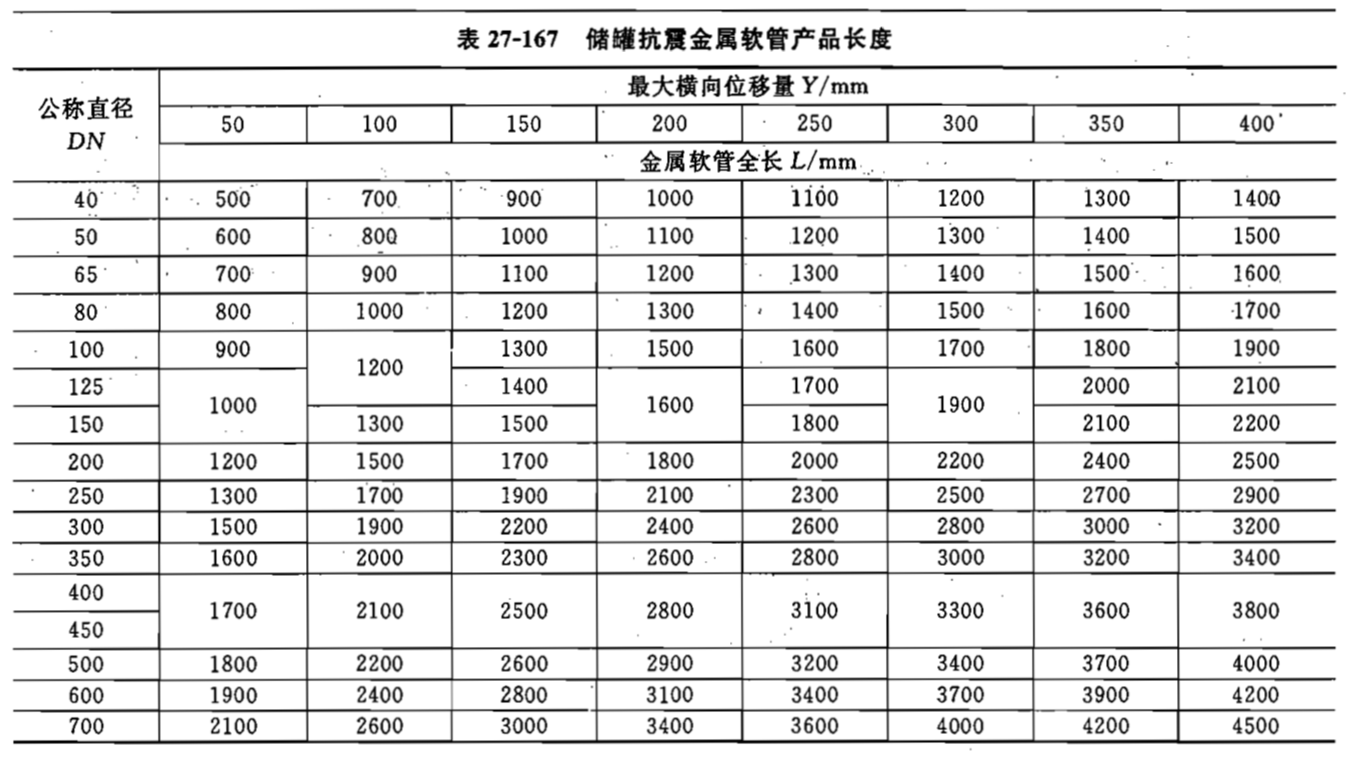 表 27-167 储罐抗震金属软管产品长度
公称直径 DN 最大横向位移量 Y/mm
50 100 150 200 250 300 350 400
金属软管全长 L/mm
40 500 700 900 1000 1100 1200 1300 1400
50 600 800 1000 1100 1200 1300 1400 1500
65 700 900 1100 1200 1300 1400 1500 1600
80 800 1000 1200 1300 1400 1500 1600 1700
100 900 1200 1300 1500 1600 1700 1800 1900
125 1000 1400 1600 1700 1900 2000 2100
150 1300 1500 1800 2100 2200
200 1200 1500 1700 1800 2000 2200 2400 2500
250 1300 1700 1900 2100 2300 2500 2700 2900
300 1500 1900 2200 2400 2600 2800 3000 3200
350 1600 2000 2300 2600 2800 3000 3200 3400
400 1700 2100 2500 2800 3100 3300 3600 3800
450
500 1800 2200 2600 2900 3200 3400 3700 4000
600 1900 2400 2800 3100 3400 3700 3900 4200
700 2100 2600 3000 3400 3600 4000 4200 4500